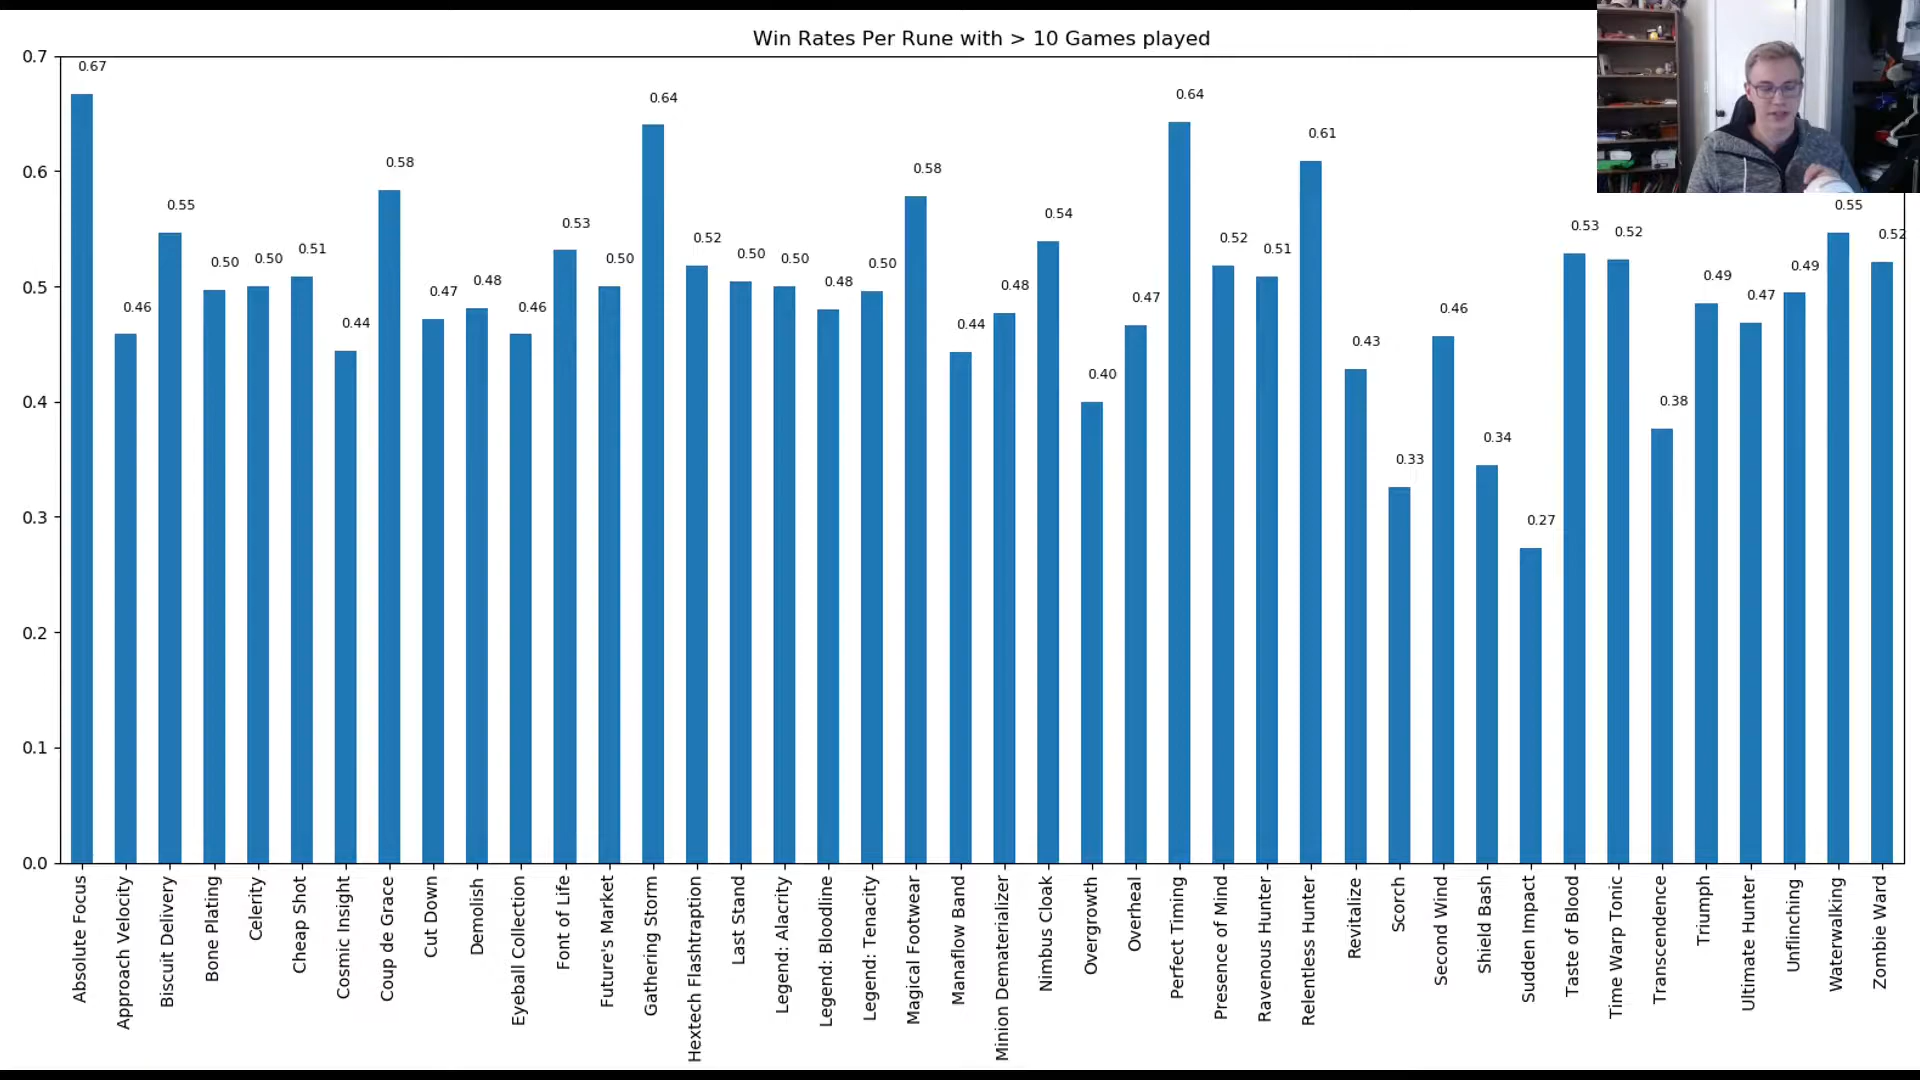 Win Rates Per Rune with > 10 Games played
0.7
0.6
0.5
0.4
0.3
0.2
0.1
0.0
0.67
0.46
0.55
0.50
0.50
0.51
0.44
0.58
0.47
0.48
0.46
0.53
0.50
0.64
0.52
0.50
0.50
0.48
0.50
0.58
0.44
0.48
0.54
0.40
0.47
0.64
0.52
0.51
0.61
0.43
0.33
0.46
0.34
0.27
0.53
0.52
0.38
0.49
0.47
0.49
0.55
0.52
Absolute Focus
Approach Velocity
Biscuit Delivery
Bone Plating
Celerity
Cheap Shot
Cosmic Insight
Coup de Grace
Cut Down
Demolish
Eyeball Collection
Font of Life
Future's Market
Gathering Storm
Hextech Flashtraption
Last Stand
Legend: Alacrity
Legend: Bloodline
Legend: Tenacity
Magical Footwear
Manaflow Band
Minion Dematerializer
Nimbus Cloak
Overgrowth
Overheal
Perfect Timing
Presence of Mind
Ravenous Hunter
Relentless Hunter
Revitalize
Scorch
Second Wind
Shield Bash
Sudden Impact
Taste of Blood
Time Warp Tonic
Transcendence
Triumph
Ultimate Hunter
Unflinching
Waterwalking
Zombie Ward